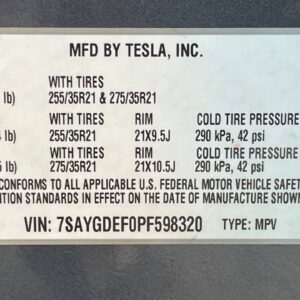 MFD BY TESLA, INC.
WITH TIRES
lb) 255/35R21 & 275/35R21
WITH TIRES RIM COLD TIRE PRESSURE
lb) 255/35R21 21X9.5J 290 kPa, 42 psi
WITH TIRES RIM COLD TIRE PRESSURE
lb) 275/35R21 21X10.5J 290 kPa, 42 psi
CONFORMS TO ALL APPLICABLE U.S. FEDERAL MOTOR VEHICLE SAFETY
NTION STANDARDS IN EFFECT ON THE DATE OF MANUFACTURE SHOWN
VIN: 7SAYGDEF0PF598320 TYPE: MPV